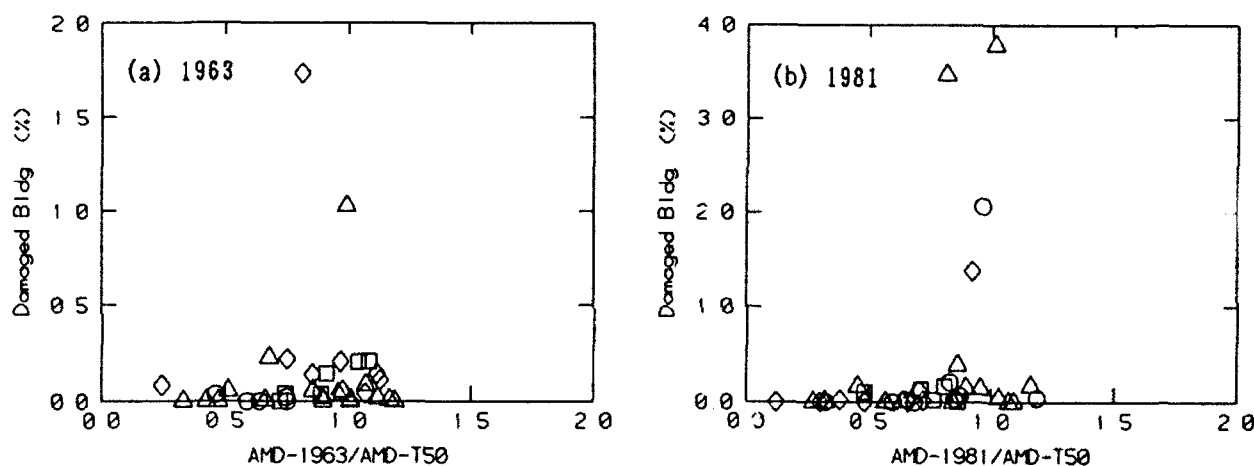 2 0
1 5
1 0
0 5
0 0
Damaged Bldg (%)
(a) 1963
0 0 0 5 1 0 1 5 2 0
AMD-1963/AMD-T50
4 0
3 0
2 0
1 0
0 0
Damaged Bldg (%)
(b) 1981
0 0 0 5 1 0 1 5 2 0
AMD-1981/AMD-T50